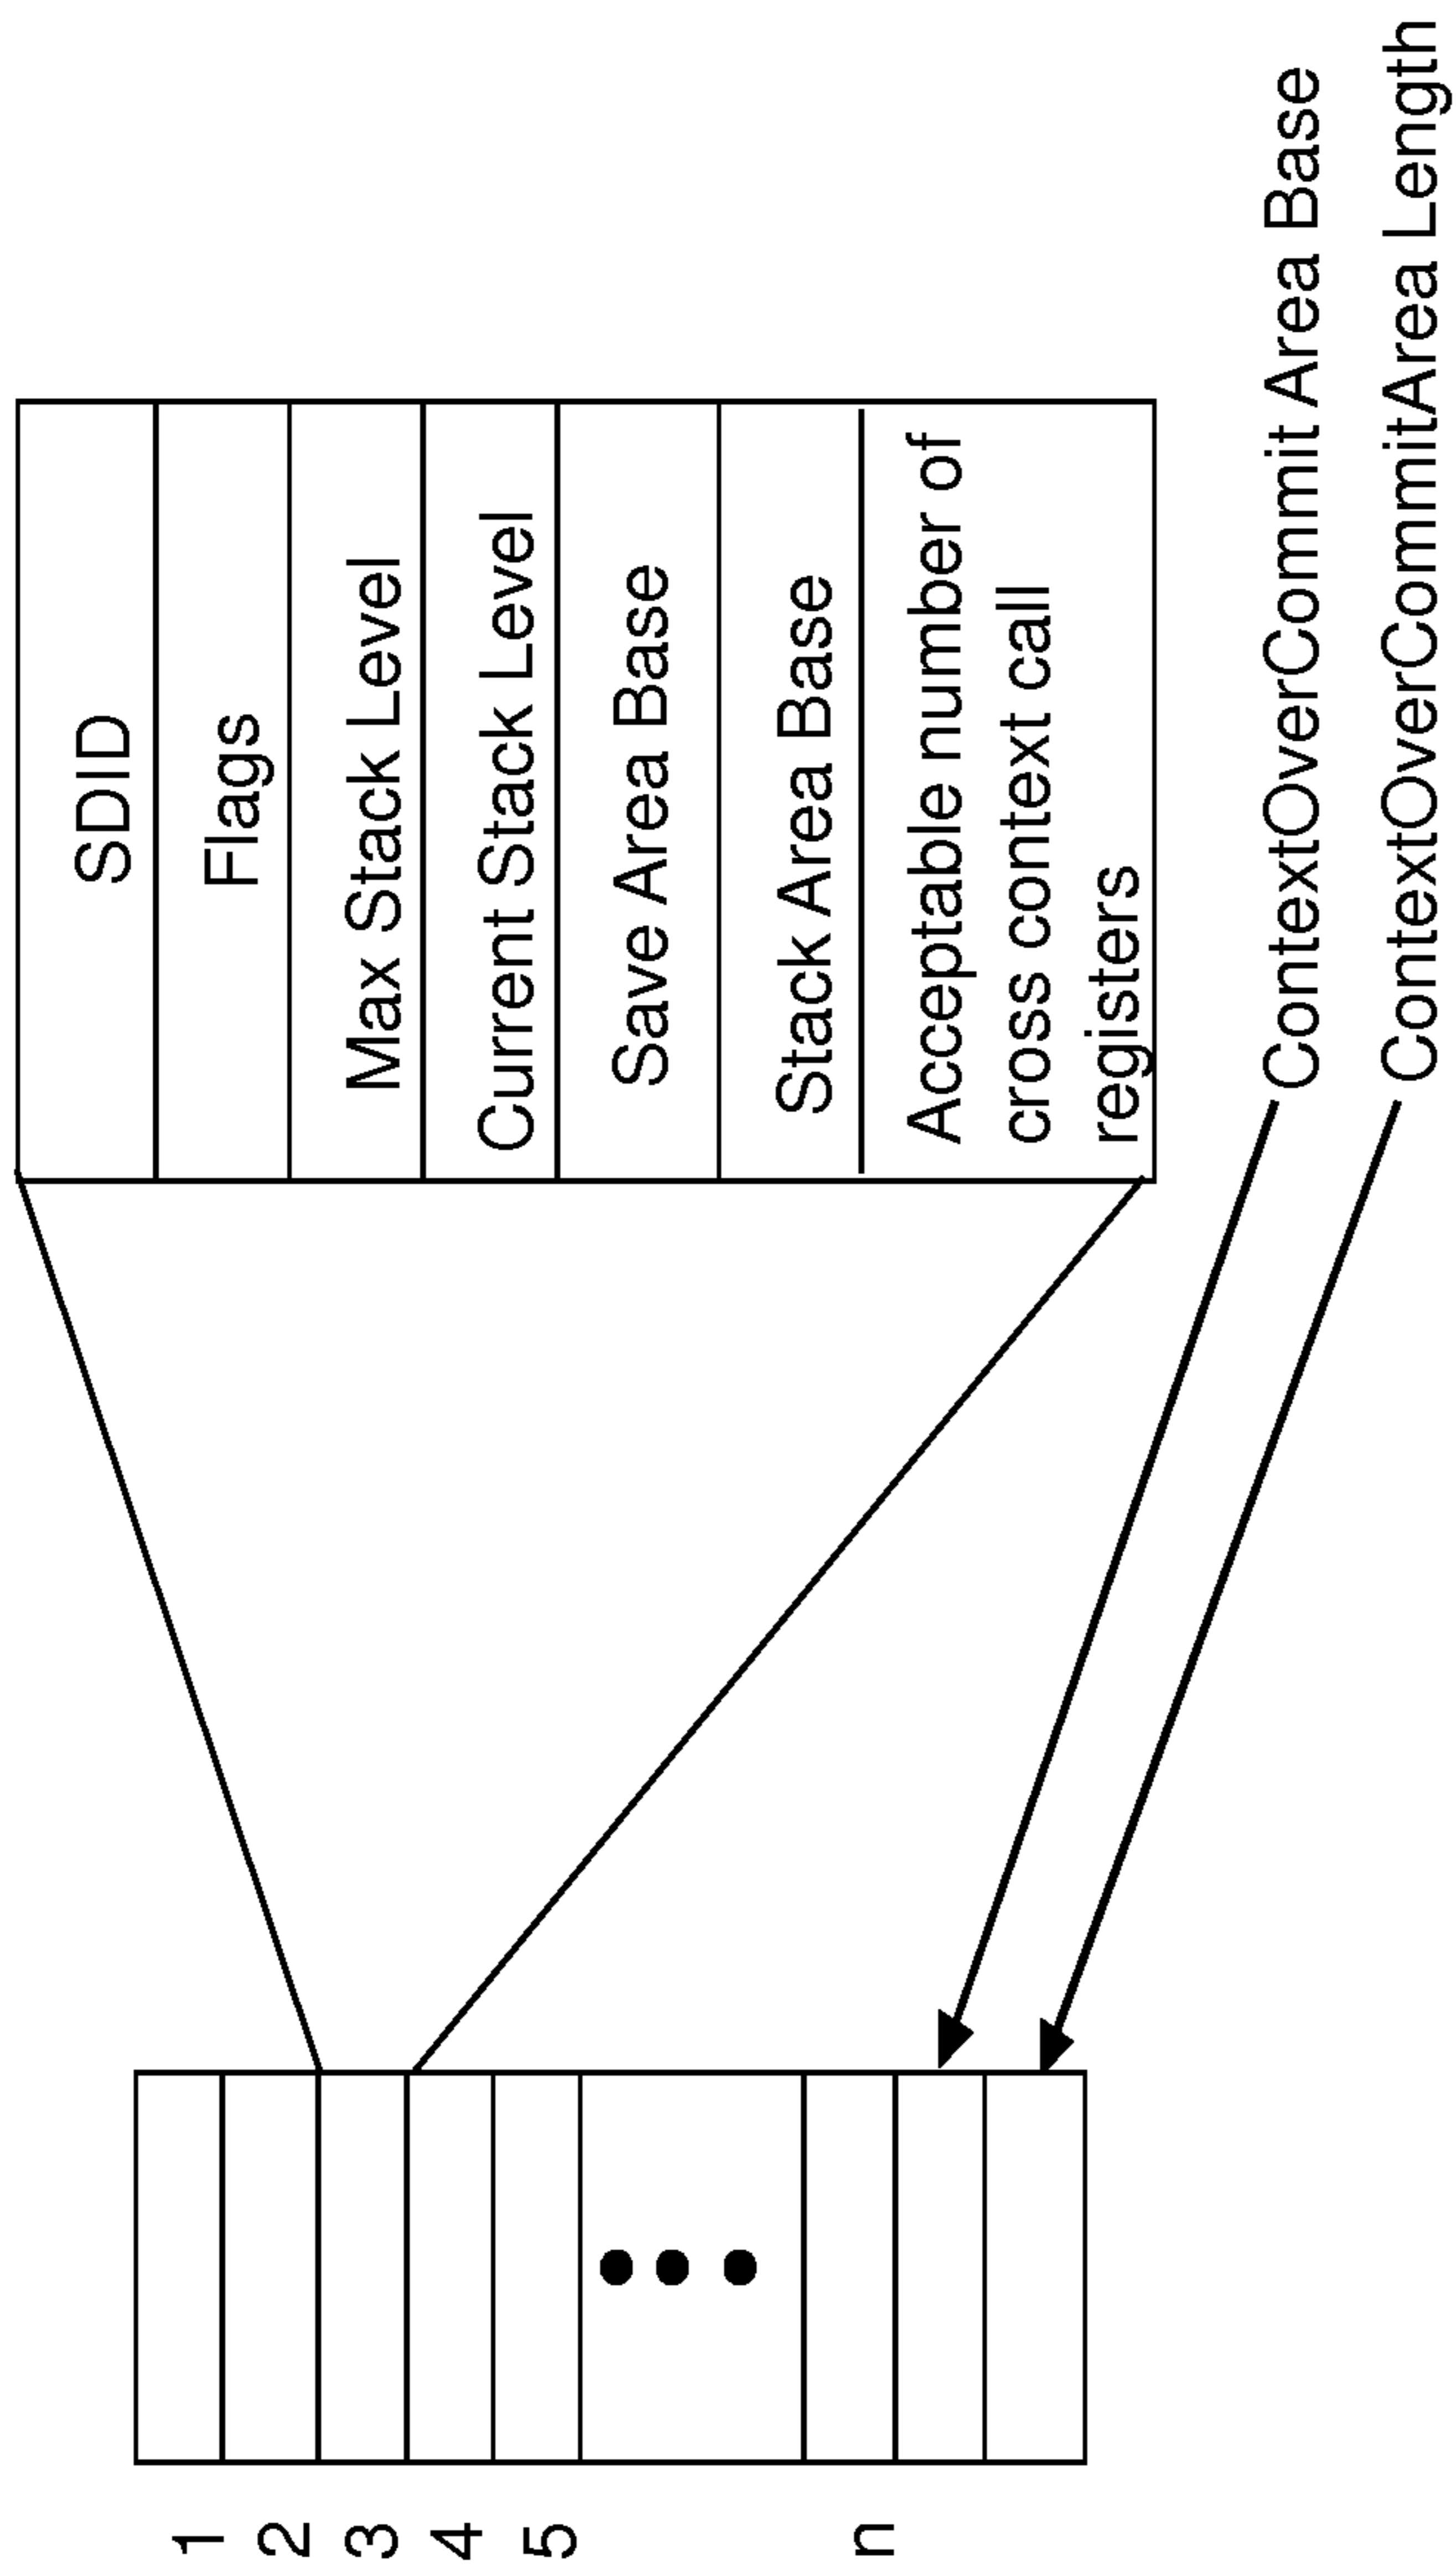 1
2
3
4
5
n
SDID
Flags
Max Stack Level
Current Stack Level
Save Area Base
Stack Area Base
Acceptable number of
cross context call
registers
ContextOverCommit Area Base
ContextOverCommitArea Length